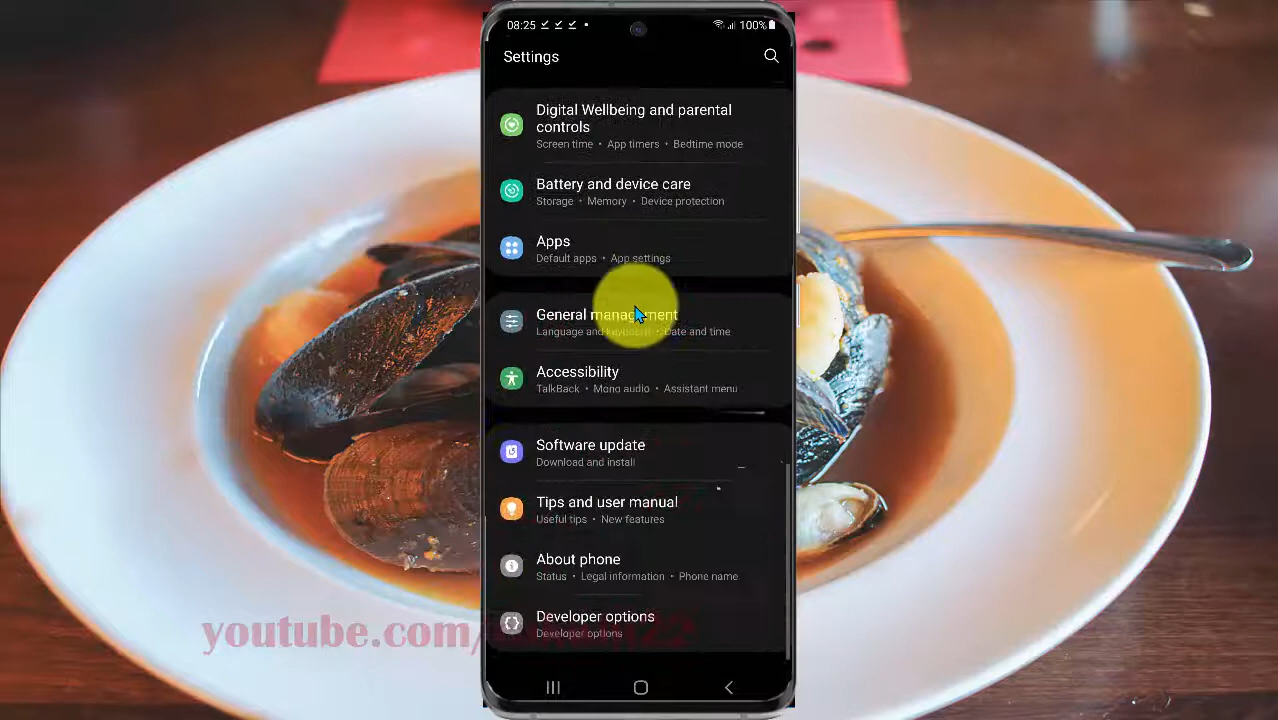 08:25 100%
Settings
Digital Wellbeing and parental
controls
Screen time • App timers • Bedtime mode
Battery and device care
Storage • Memory • Device protection
Apps
Default apps • App settings
General management
Language and keyboard • Date and time
Accessibility
TalkBack • Mono audio • Assistant menu
Software update
Download and install
Tips and user manual
Useful tips • New features
About phone
Status • Legal information • Phone name
Developer options
Developer options
youtube.com/